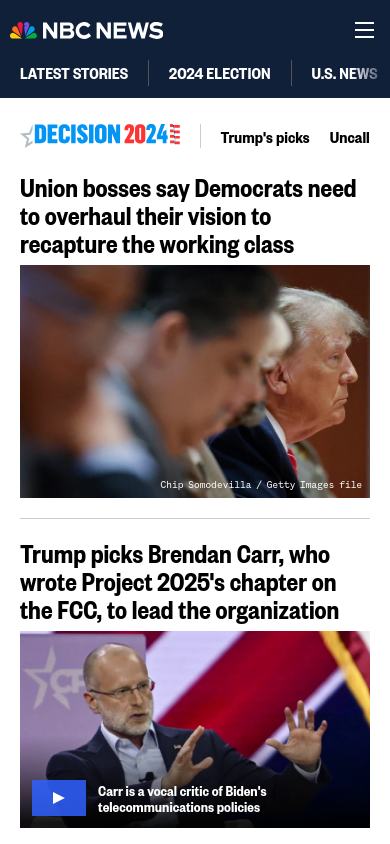 NBC NEWS
LATEST STORIES
2024 ELECTION
U.S. NEWS
DECISION 2024
Trump's picks
Uncall
Union bosses say Democrats need
to overhaul their vision to
recapture the working class
Chip Somodevilla / Getty Images file
Trump picks Brendan Carr, who
wrote Project 2025's chapter on
the FCC, to lead the organization
Carr is a vocal critic of Biden's
telecommunications policies